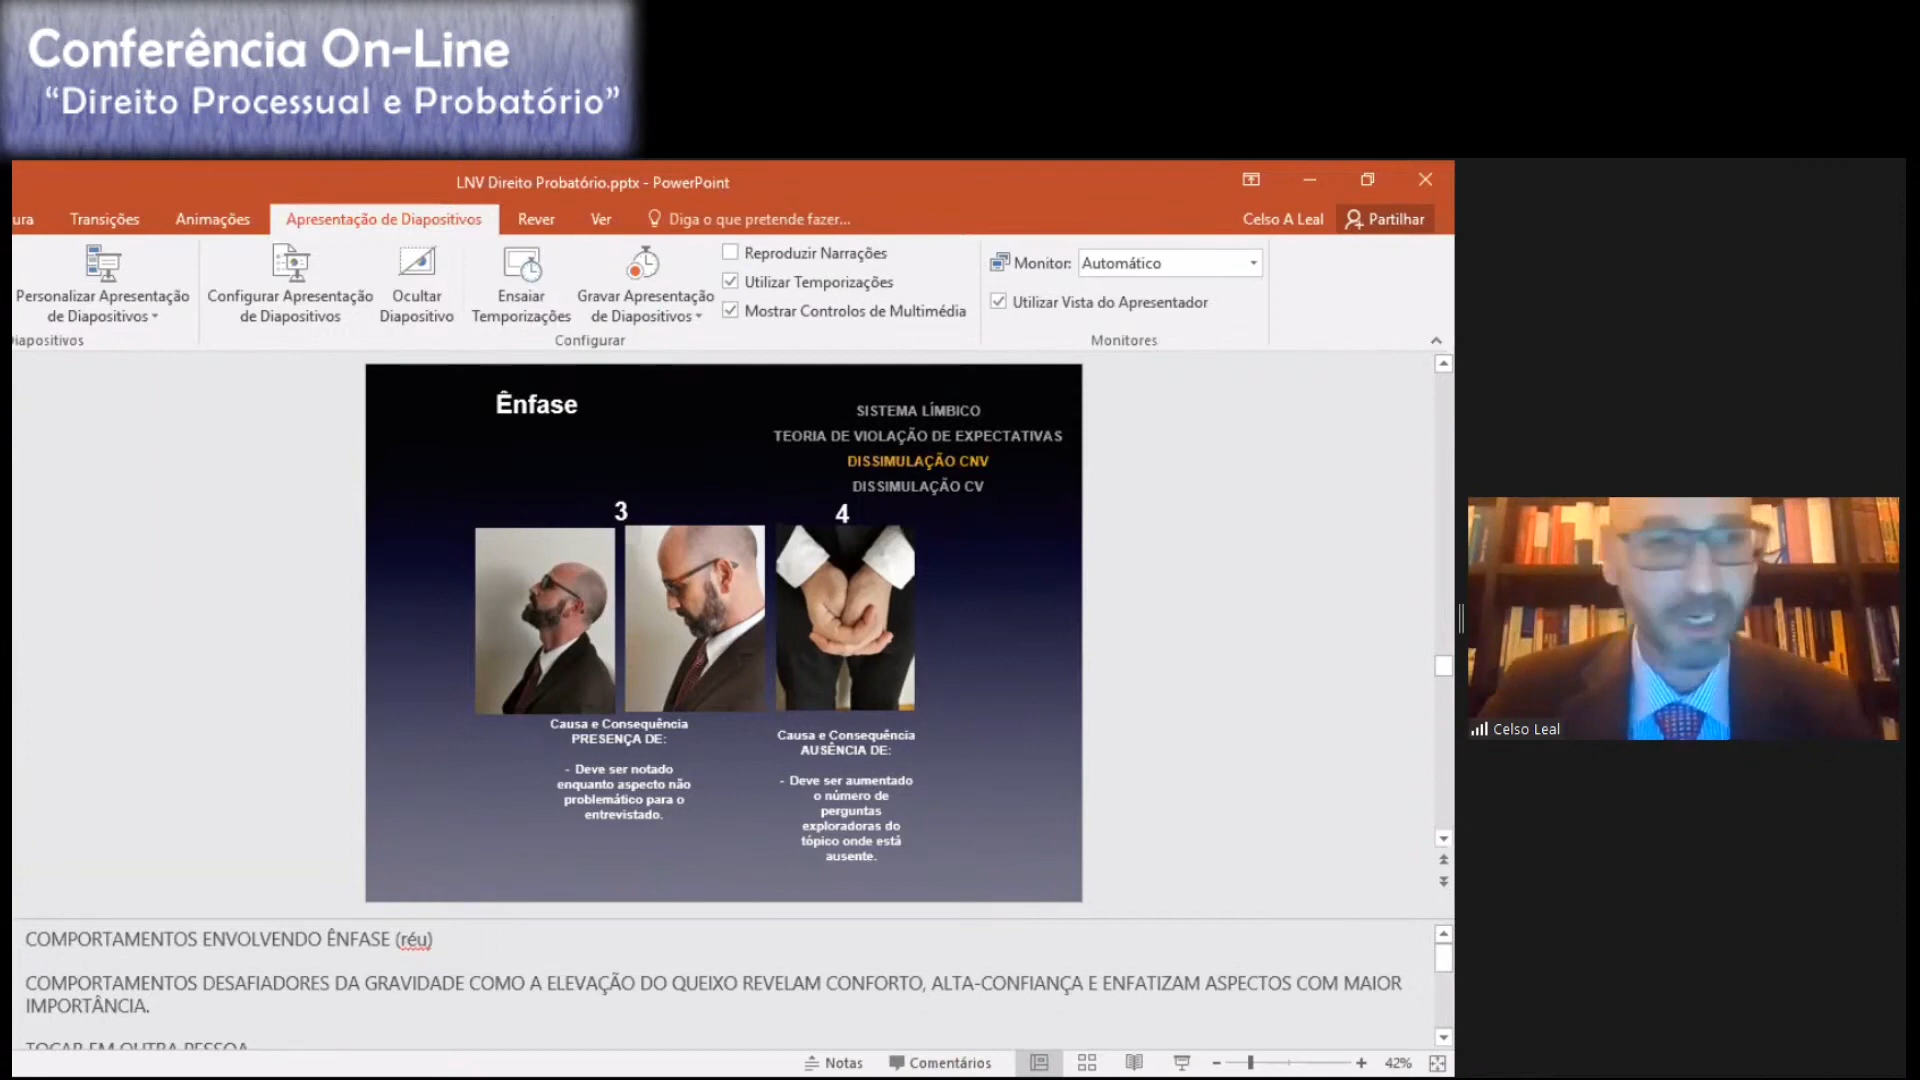 Conferência On-Line
“Direito Processual e Probatório”
LNV Direito Probatório.pptx - PowerPoint
ura
Transições
Animações
Apresentação de Diapositivos
Rever
Ver
Diga o que pretende fazer...
Celso A Leal
Partilhar
Personalizar Apresentação
de Diapositivos
Configurar Apresentação
de Diapositivos
Ocultar
Diapositivo
Ensaiar
Temporizações
Gravar Apresentação
de Diapositivos
Reproduzir Narrações
Utilizar Temporizações
Mostrar Controlos de Multimédia
Monitor: Automático
Utilizar Vista do Apresentador
iapositivos
Configurar
Monitores
Ênfase
SISTEMA LÍMBICO
TEORIA DE VIOLAÇÃO DE EXPECTATIVAS
DISSIMULAÇÃO CNV
DISSIMULAÇÃO CV
3
4
Causa e Consequência
PRESENÇA DE:
- Deve ser notado
enquanto aspecto não
problemático para o
entrevistado.
Causa e Consequência
AUSÊNCIA DE:
- Deve ser aumentado
o número de
perguntas
exploradoras do
tópico onde está
ausente.
Celso Leal
COMPORTAMENTOS ENVOLVENDO ÊNFASE (réu)
COMPORTAMENTOS DESAFIADORES DA GRAVIDADE COMO A ELEVAÇÃO DO QUEIXO REVELAM CONFORTO, ALTA-CONFIANÇA E ENFATIZAM ASPECTOS COM MAIOR
IMPORTÂNCIA.
TOCAR EM OUTRA PESSOA
Notas
Comentários
42%